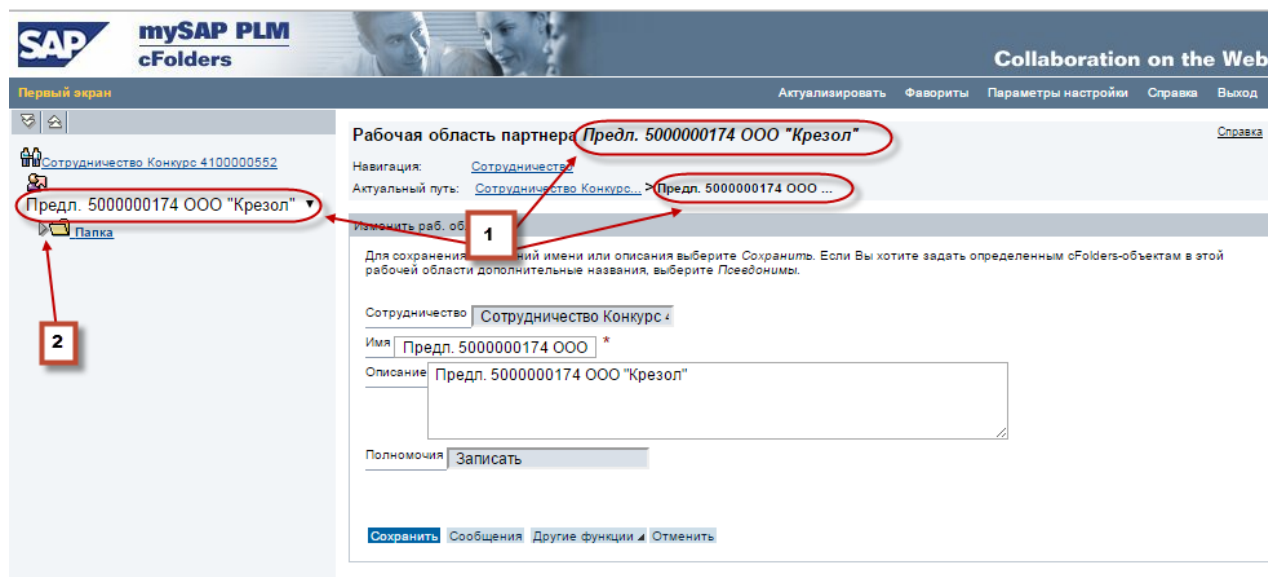 SAP
mySAP PLM
cFolders
Collaboration on the Web
Первый экран
Актуализировать Фавориты Параметры настройки Справка Выход
Сотрудничество Конкурс 4100000552
Предл. 5000000174 ООО "Крезол"
Папка
2
Рабочая область партнера Предл. 5000000174 ООО "Крезол"
Справка
Навигация: Сотрудничество
Актуальный путь: Сотрудничество Конкурс... > Предл. 5000000174 ООО ...
1
Изменить раб. об
Для сохранения ний имени или описания выберите Сохранить. Если Вы хотите задать определенным cFolders-объектам в этой
рабочей области дополнительные названия, выберите Псевдонимы.
Сотрудничество Сотрудничество Конкурс 4
Имя Предл. 5000000174 ООО *
Описание Предл. 5000000174 ООО "Крезол"
Полномочия Записать
Сохранить Сообщения Другие функции Отменить